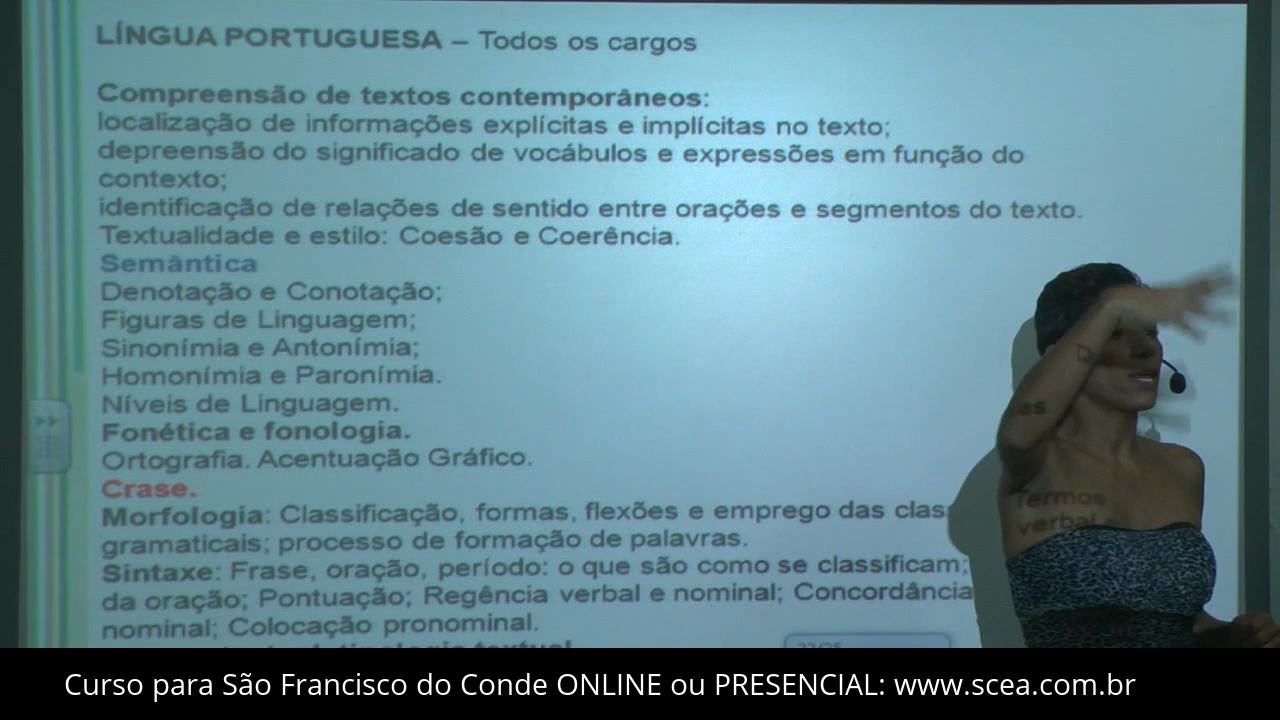 LÍNGUA PORTUGUESA – Todos os cargos
Compreensão de textos contemporâneos:
localização de informações explícitas e implícitas no texto;
depreensão do significado de vocábulos e expressões em função do
contexto;
identificação de relações de sentido entre orações e segmentos do texto.
Textualidade e estilo: Coesão e Coerência.
Semântica
Denotação e Conotação;
Figuras de Linguagem;
Sinonímia e Antonímia;
Homonímia e Paronímia.
Níveis de Linguagem.
Fonética e fonologia.
Ortografia. Acentuação Gráfico.
Crase.
Morfologia: Classificação, formas, flexões e emprego das clas
gramaticais; processo de formação de palavras.
Sintaxe: Frase, oração, período: o que são como se classificam; Termos
da oração; Pontuação; Regência verbal e nominal; Concordância verbal
nominal; Colocação pronominal.
Curso para São Francisco do Conde ONLINE ou PRESENCIAL: www.scea.com.br